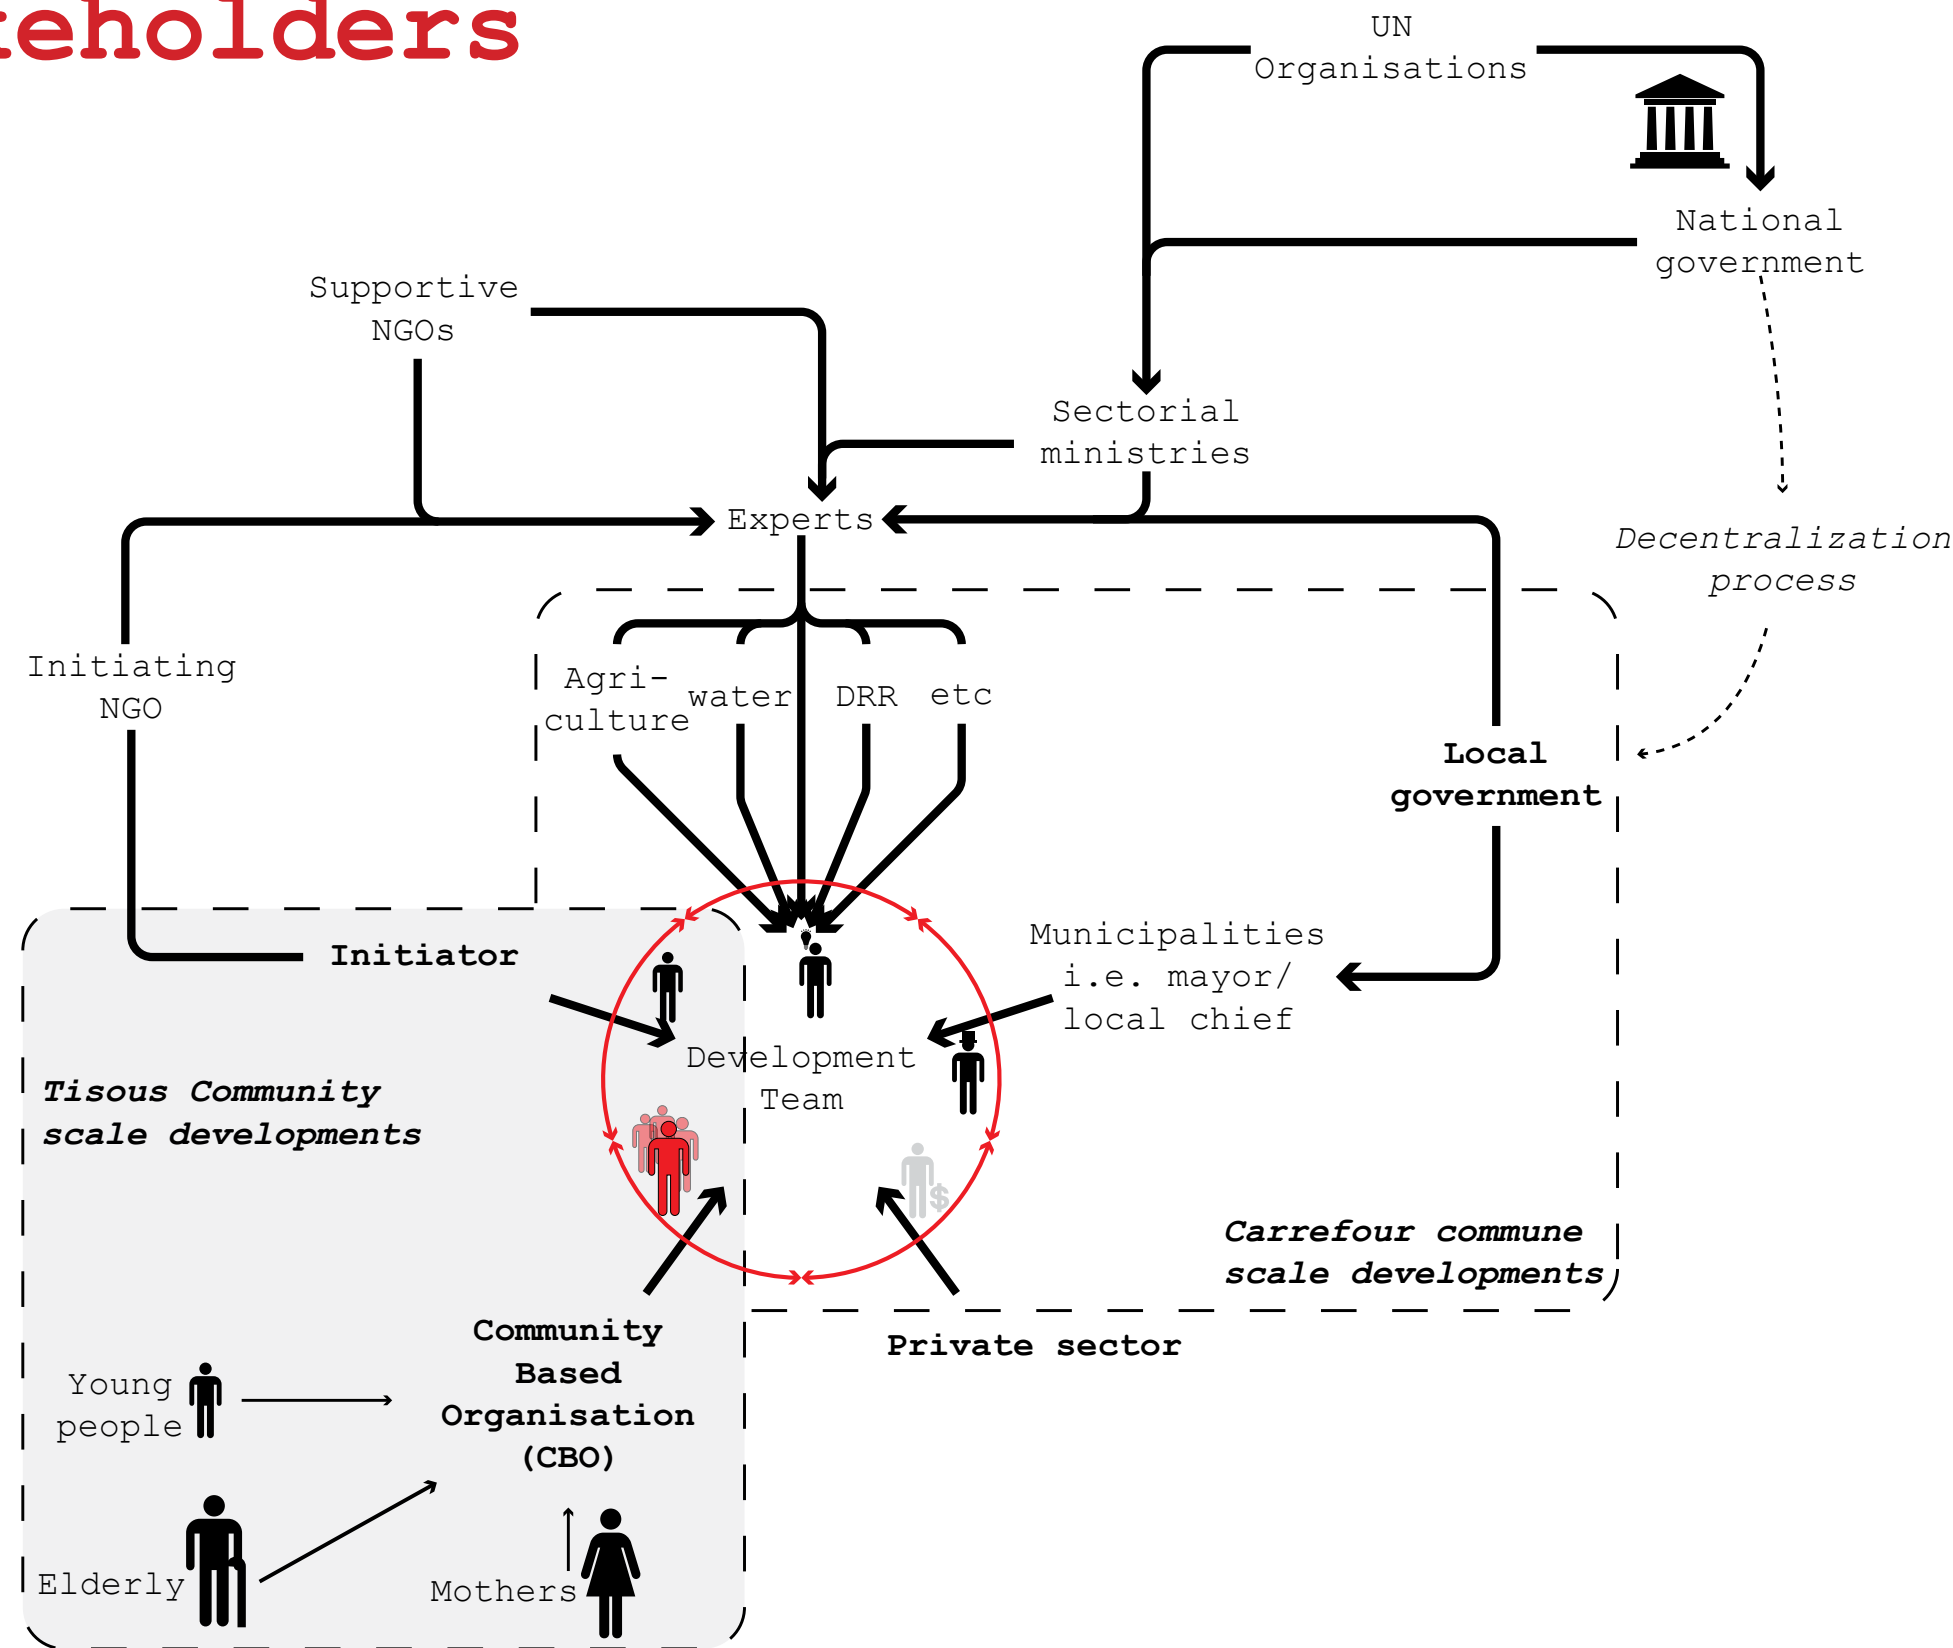 eholders
UN
Organisations
National
government
Supportive
NGOs
Sectorial
ministries
Experts
Decentralization
process
Initiating
NGO
Agri-
culture
water
DRR
etc
Local
government
Initiator
Municipalities
i.e. mayor/
local chief
Development
Team
Tisous Community
scale developments
$
Carrefour commune
scale developments
Community
Based
Organisation
(CBO)
Private sector
Young
people
Elderly
Mothers